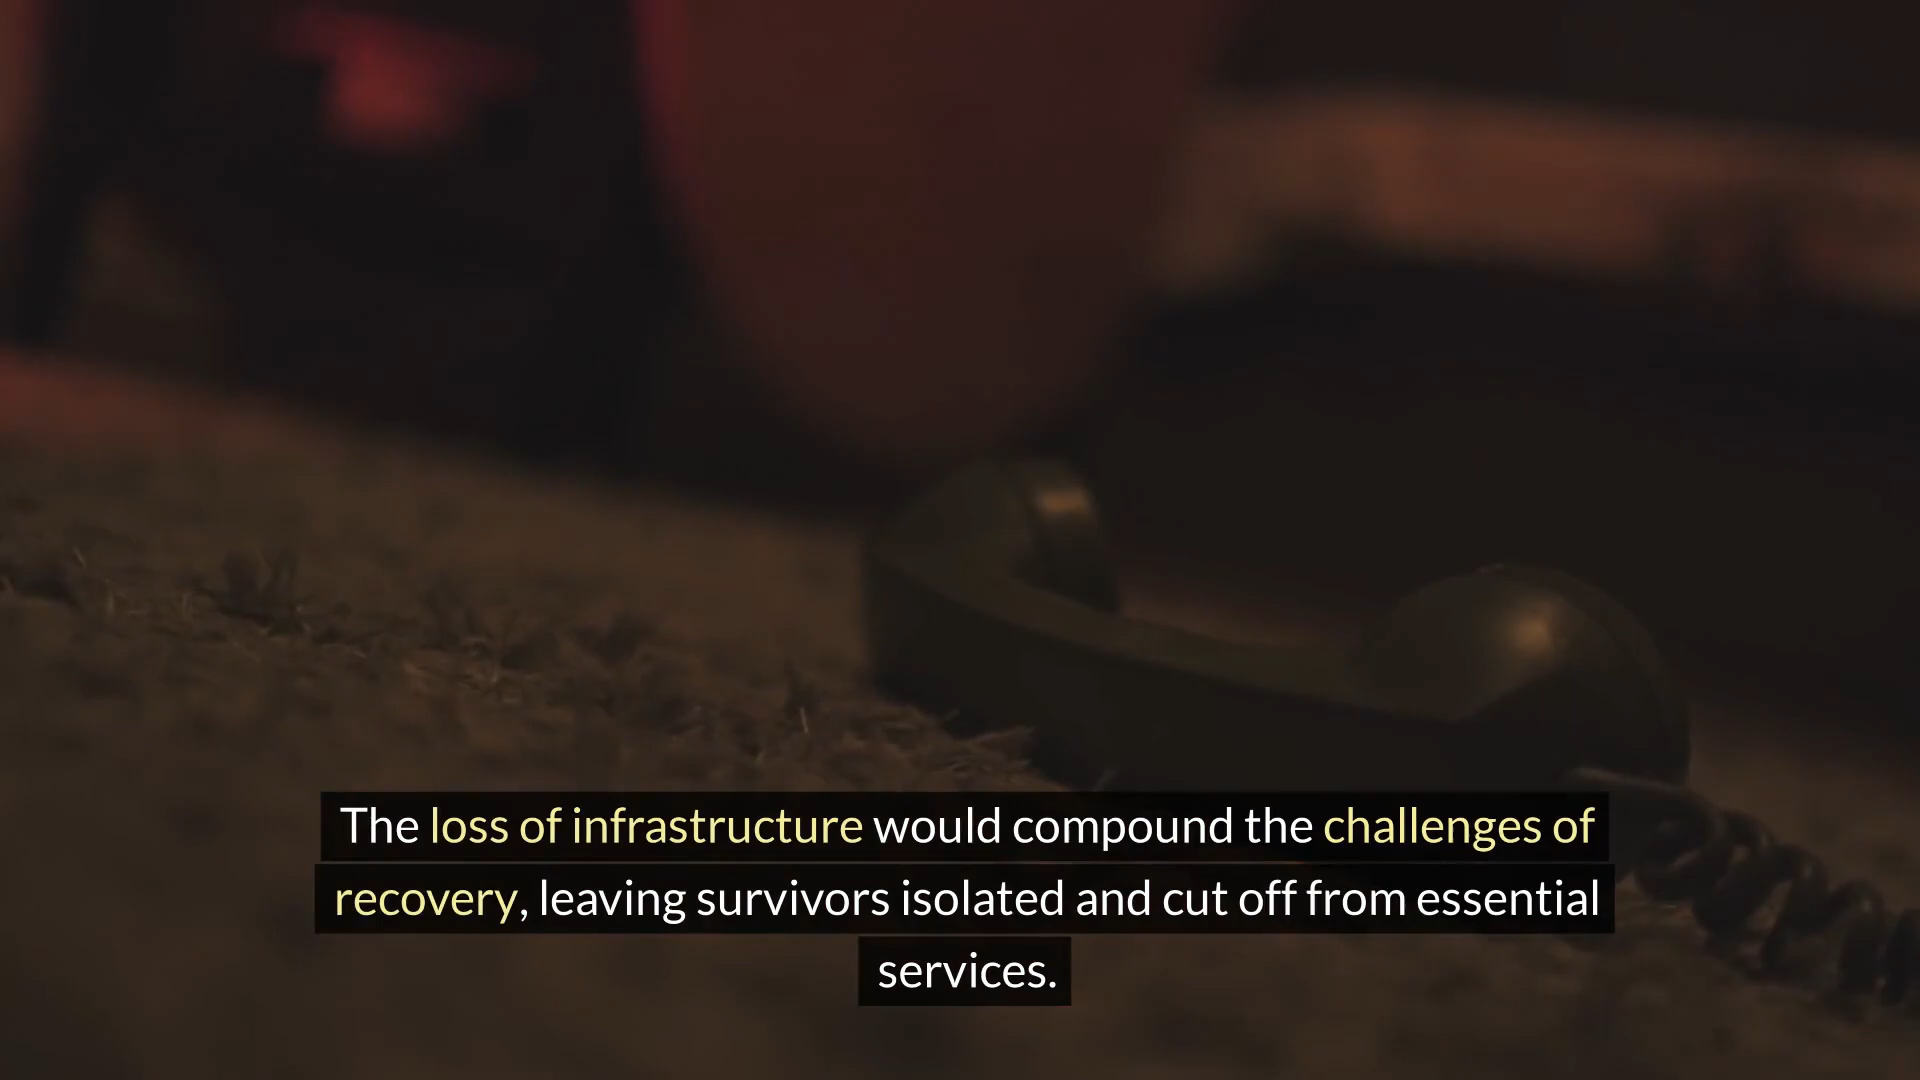 The loss of infrastructure would compound the challenges of
recovery, leaving survivors isolated and cut off from essential
services.